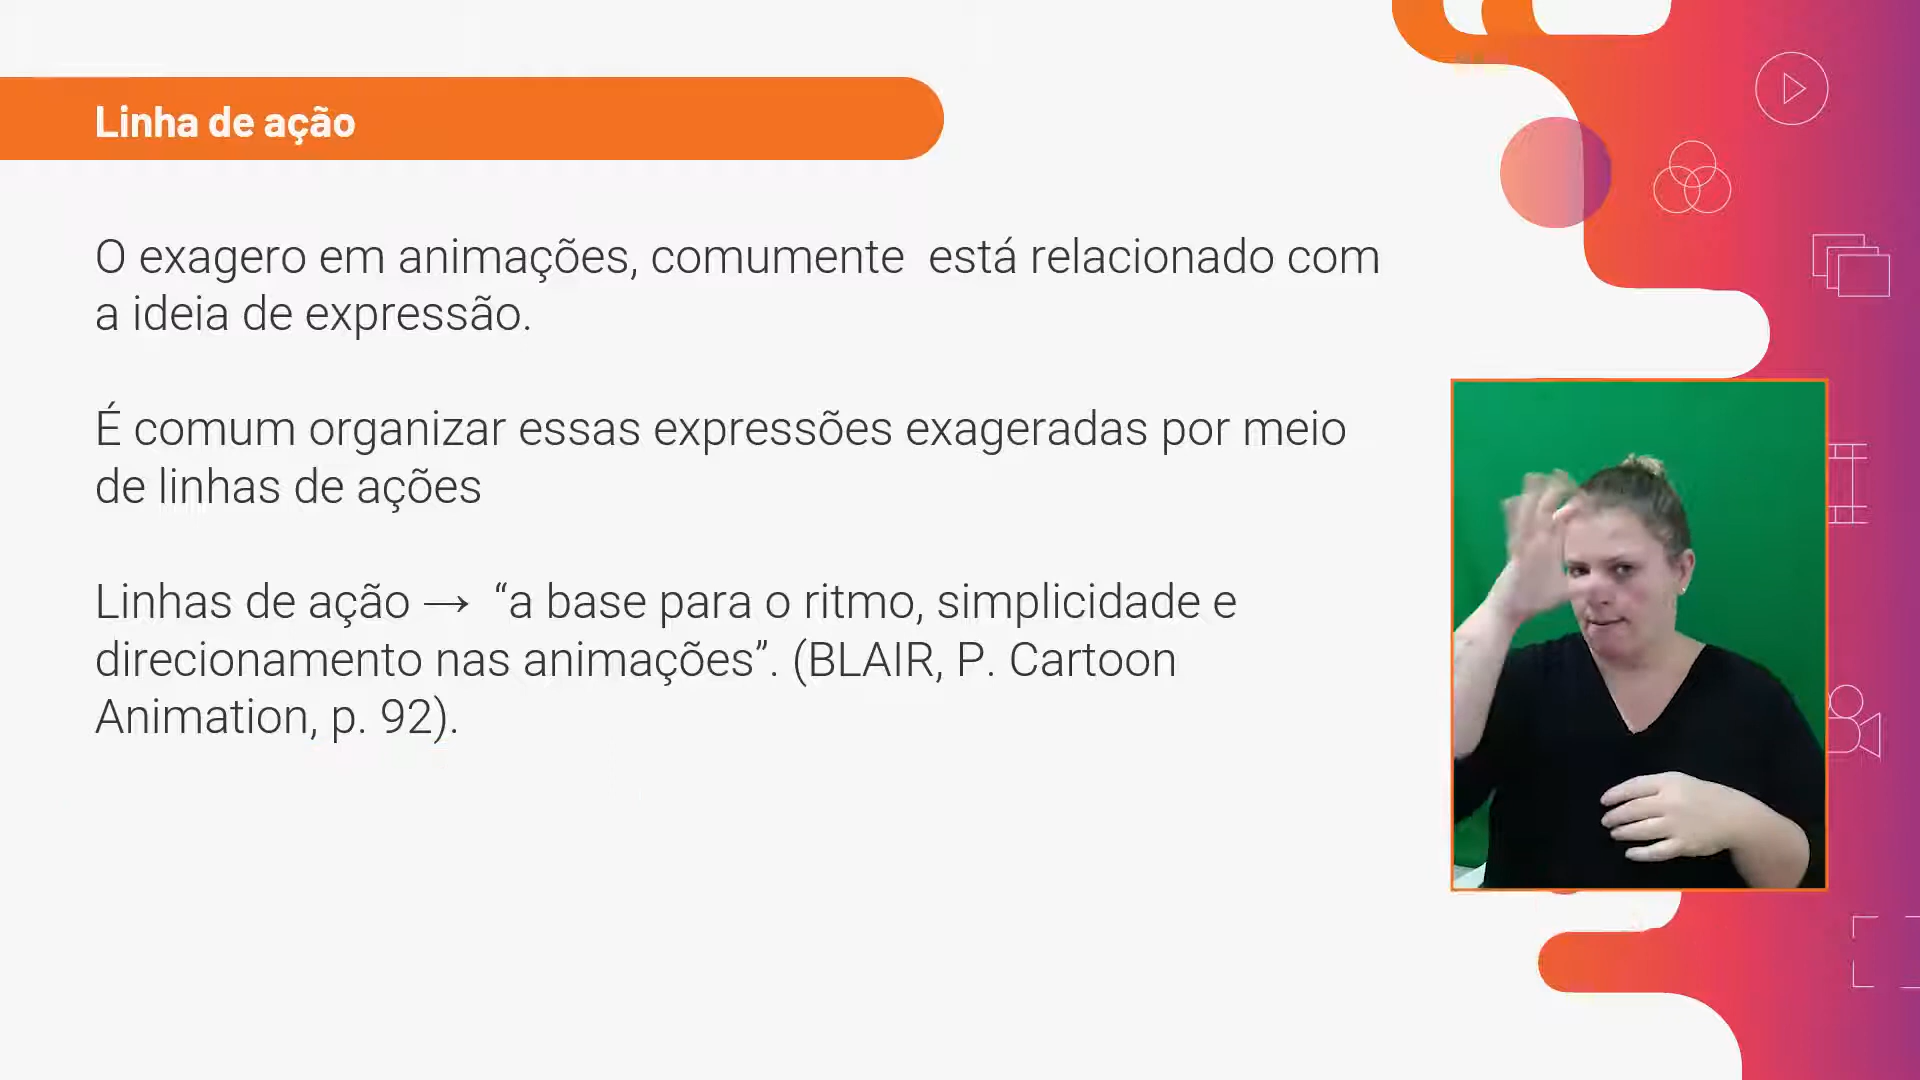 Linha de ação
O exagero em animações, comumente  está relacionado com
a ideia de expressão.
É comum organizar essas expressões exageradas por meio
de linhas de ações
Linhas de ação →  “a base para o ritmo, simplicidade e
direcionamento nas animações”. (BLAIR, P. Cartoon
Animation, p. 92).